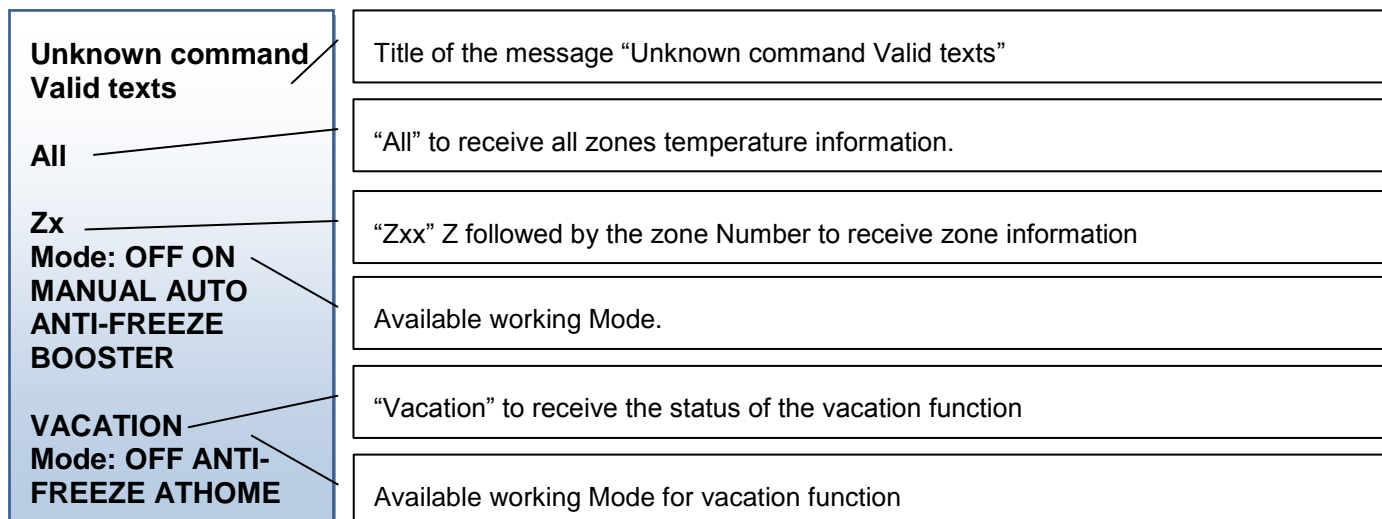 Unknown command
Valid texts
All
Zx
Mode: OFF ON
MANUAL AUTO
ANTI-FREEZE
BOOSTER
VACATION
Mode: OFF ANTI-
FREEZE ATHOME
Title of the message “Unknown command Valid texts”
“All” to receive all zones temperature information.
“Zxx” Z followed by the zone Number to receive zone information
Available working Mode.
“Vacation” to receive the status of the vacation function
Available working Mode for vacation function